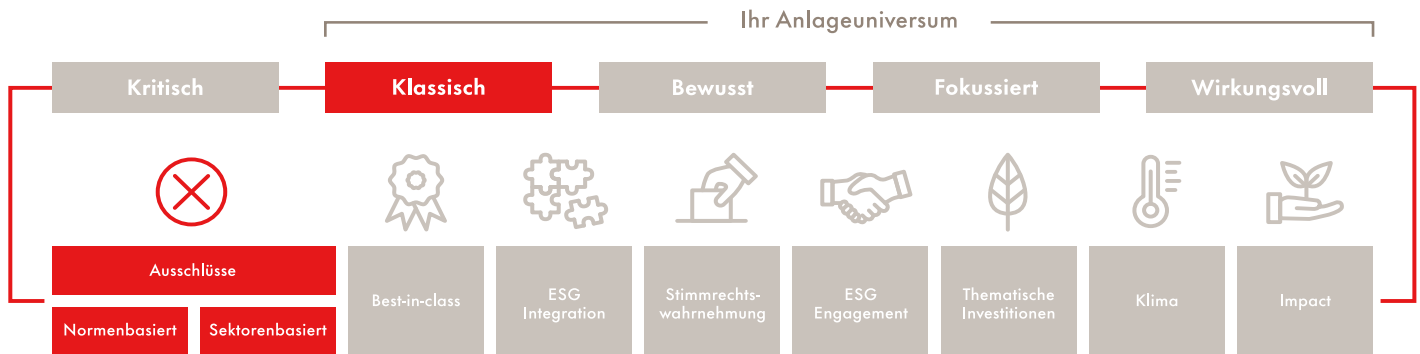 Ihr Anlageuniversum
Kritisch
Klassisch
Bewusst
Fokussiert
Wirkungsvoll
Ausschlüsse
Normenbasiert
Sektorenbasiert
Best-in-class
ESG
Integration
Stimmrechts-
wahrnehmung
ESG
Engagement
Thematische
Investitionen
Klima
Impact